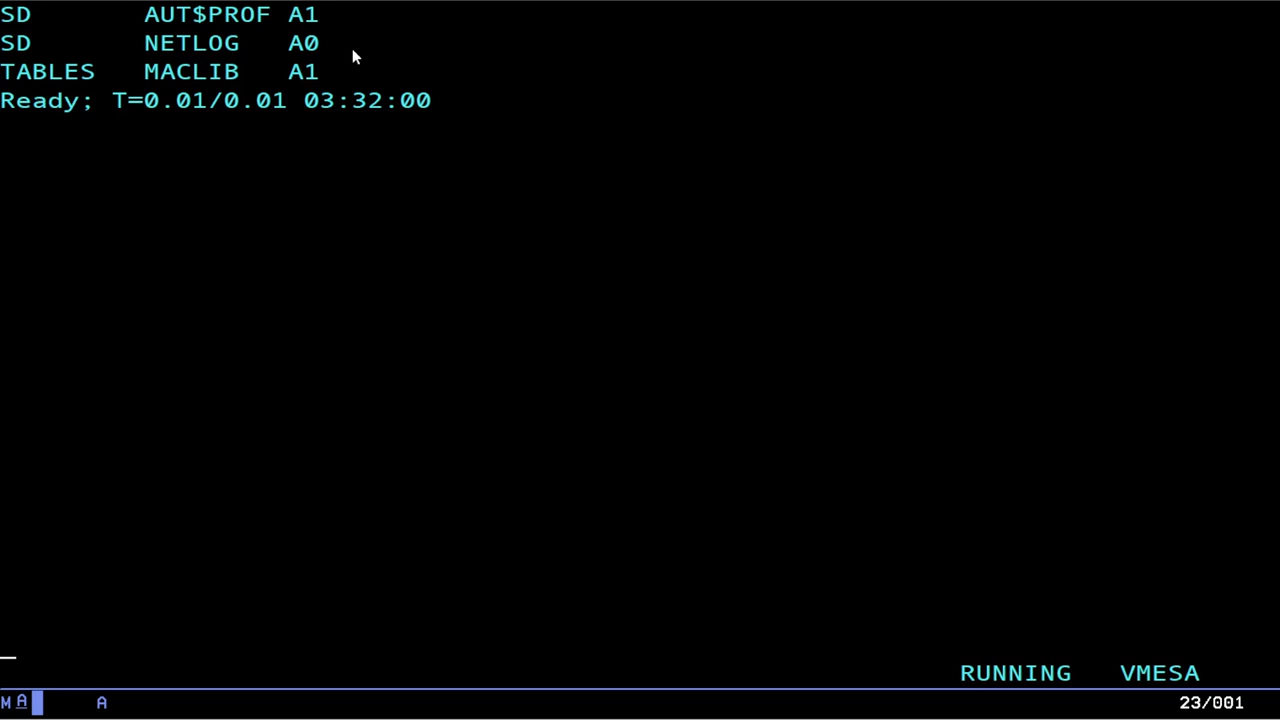 SD       AUT$PROF A1
SD       NETLOG   A0
TABLES   MACLIB   A1
Ready; T=0.01/0.01 03:32:00
RUNNING   VMESA
MA     A     23/001